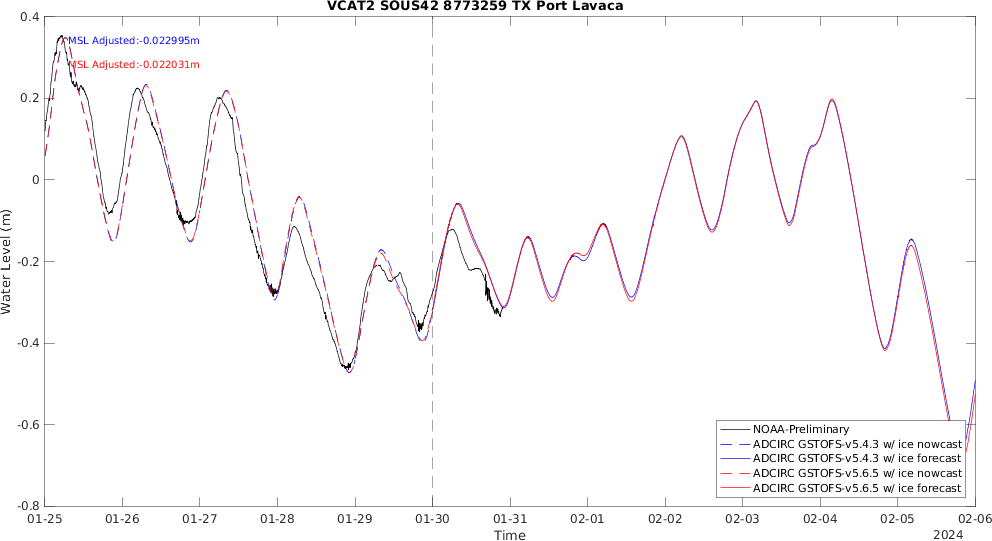 VCAT2 SOUS42 8773259 TX Port Lavaca
MSL Adjusted:-0.022995m
MSL Adjusted:-0.022031m
Water Level (m)
0.4
0.2
0
-0.2
-0.4
-0.6
-0.8
NOAA-Preliminary
ADCIRC GSTOFS-v5.4.3 w/ ice nowcast
ADCIRC GSTOFS-v5.4.3 w/ ice forecast
ADCIRC GSTOFS-v5.6.5 w/ ice nowcast
ADCIRC GSTOFS-v5.6.5 w/ ice forecast
01-25 01-26 01-27 01-28 01-29 01-30 01-31 02-01 02-02 02-03 02-04 02-05 02-06
Time
2024